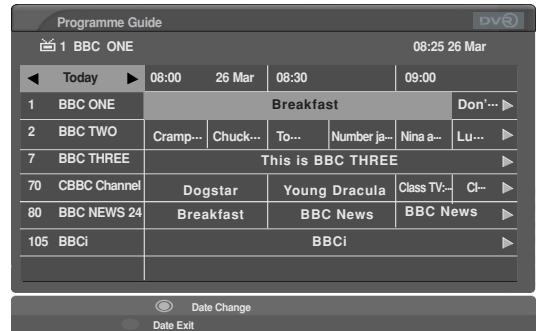 Programme Guide DVR
1 BBC ONE 08:25 26 Mar
◀ Today ▶ 08:00 26 Mar 08:30 09:00
1 BBC ONE Breakfast Don'··· ▶
2 BBC TWO Cramp··· Chuck··· To··· Number ja··· Nina a··· Lu··· ▶
7 BBC THREE This is BBC THREE ▶
70 CBBC Channel Dogstar Young Dracula Class TV:··· CI··· ▶
80 BBC NEWS 24 Breakfast BBC News BBC News ▶
105 BBCi BBCi ▶
Date Change
Date Exit